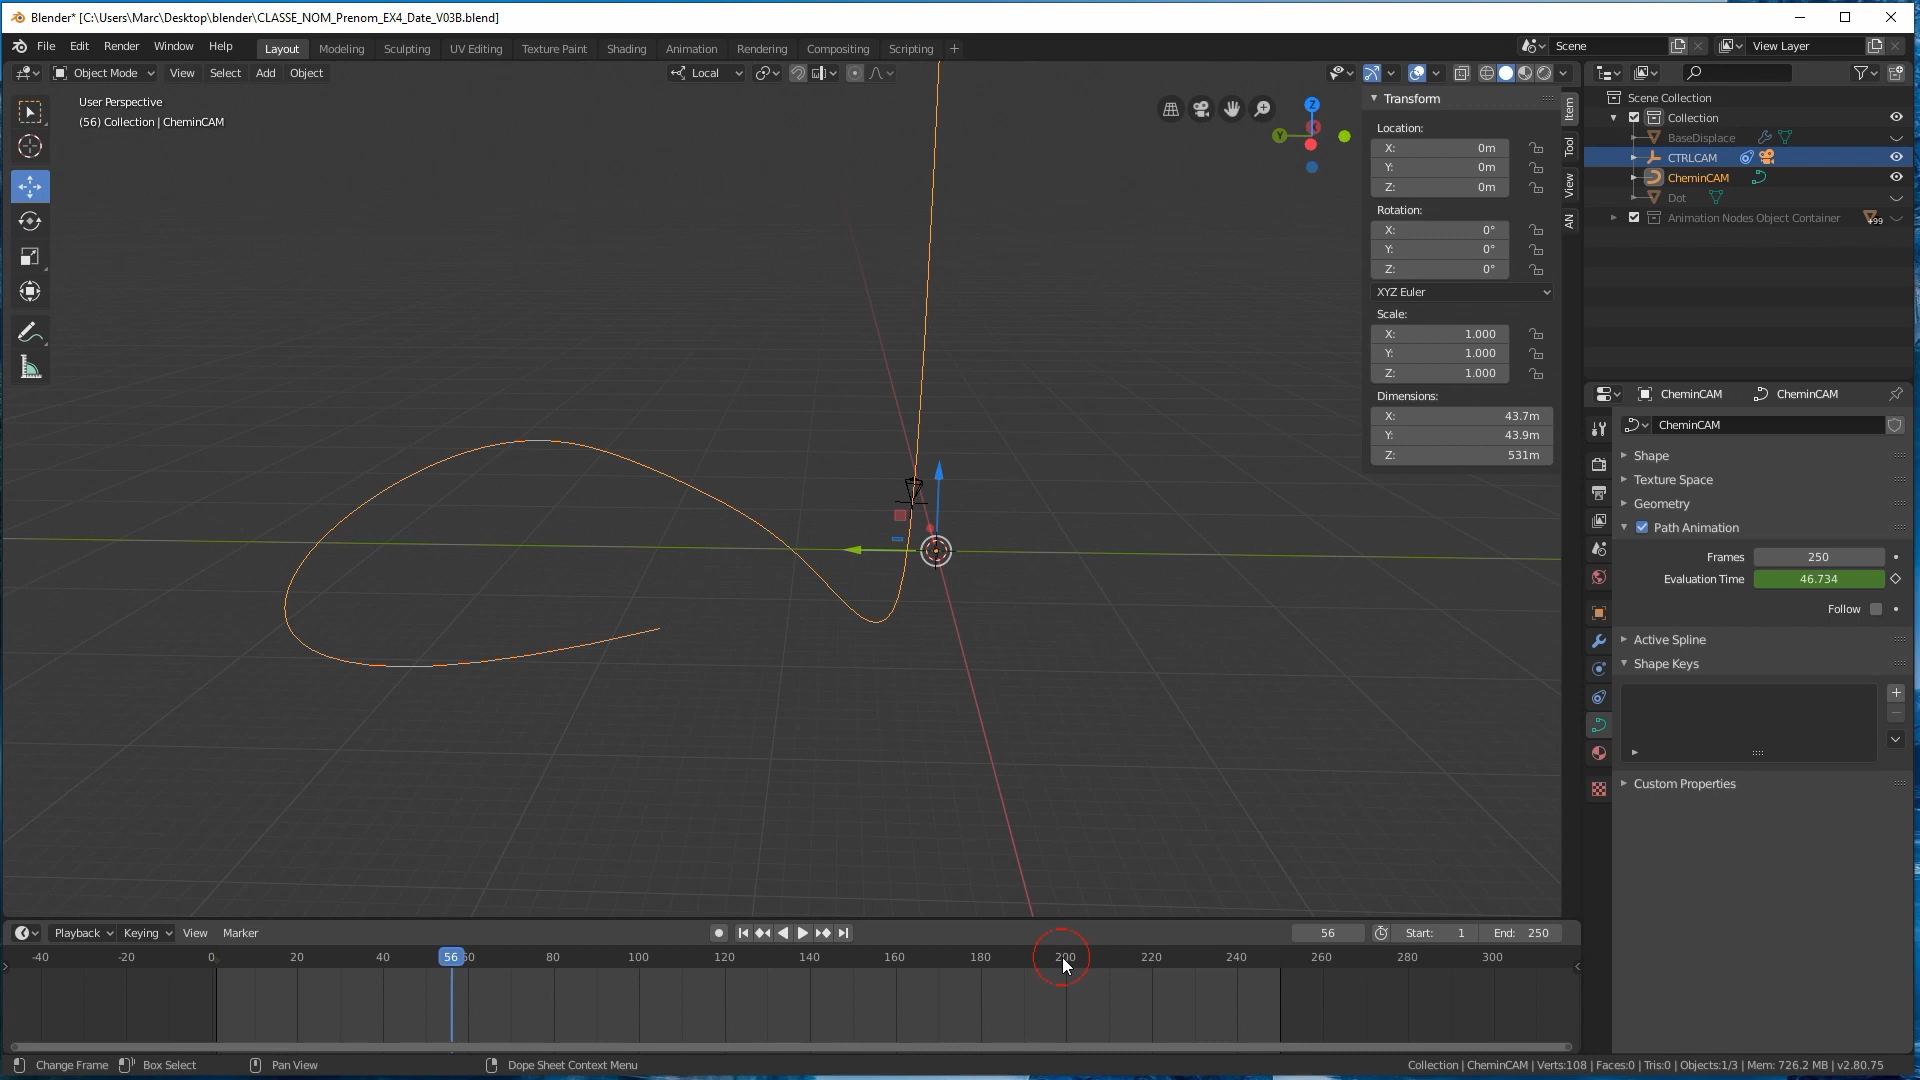 Blender* [C:\Users\Marc\Desktop\blender\CLASSE_NOM_Prenom_EX4_Date_V03B.blend]
File Edit Render Window Help Layout Modeling Sculpting UV Editing Texture Paint Shading Animation Rendering Compositing Scripting + Scene View Layer
Object Mode View Select Add Object Local
User Perspective
(56) Collection | CheminCAM
Z
Y
Transform
Location:
X: 0m
Y: 0m
Z: 0m
Rotation:
X: 0°
Y: 0°
Z: 0°
XYZ Euler
Scale:
X: 1.000
Y: 1.000
Z: 1.000
Dimensions:
X: 43.7m
Y: 43.9m
Z: 531m
Item
Tool
View
AN
Scene Collection
Collection
BaseDisplace
CTRLCAM
CheminCAM
Dot
Animation Nodes Object Container +99
CheminCAM CheminCAM
CheminCAM
Shape
Texture Space
Geometry
Path Animation
Frames 250
Evaluation Time 46.734
Follow
Active Spline
Shape Keys
Custom Properties
Playback Keying View Marker 56 Start: 1 End: 250
-40 -20 0 20 40 56 60 80 100 120 140 160 180 200 220 240 260 280 300
Change Frame Box Select Pan View Dope Sheet Context Menu Collection | CheminCAM | Verts:108 | Faces:0 | Tris:0 | Objects:1/3 | Mem: 726.2 MB | v2.80.75